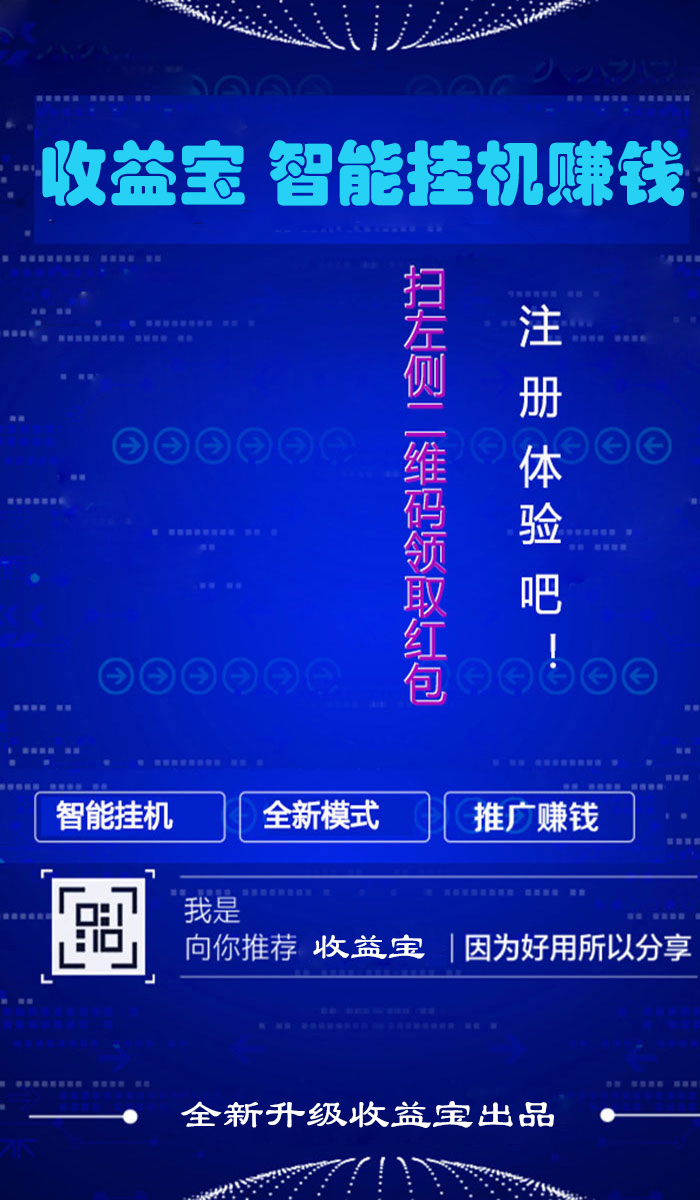 收益宝 智能挂机赚钱
扫左侧二维码领取红包
注册体验吧！
智能挂机
全新模式
推广赚钱
我是
向你推荐 收益宝 | 因为好用所以分享
全新升级收益宝出品